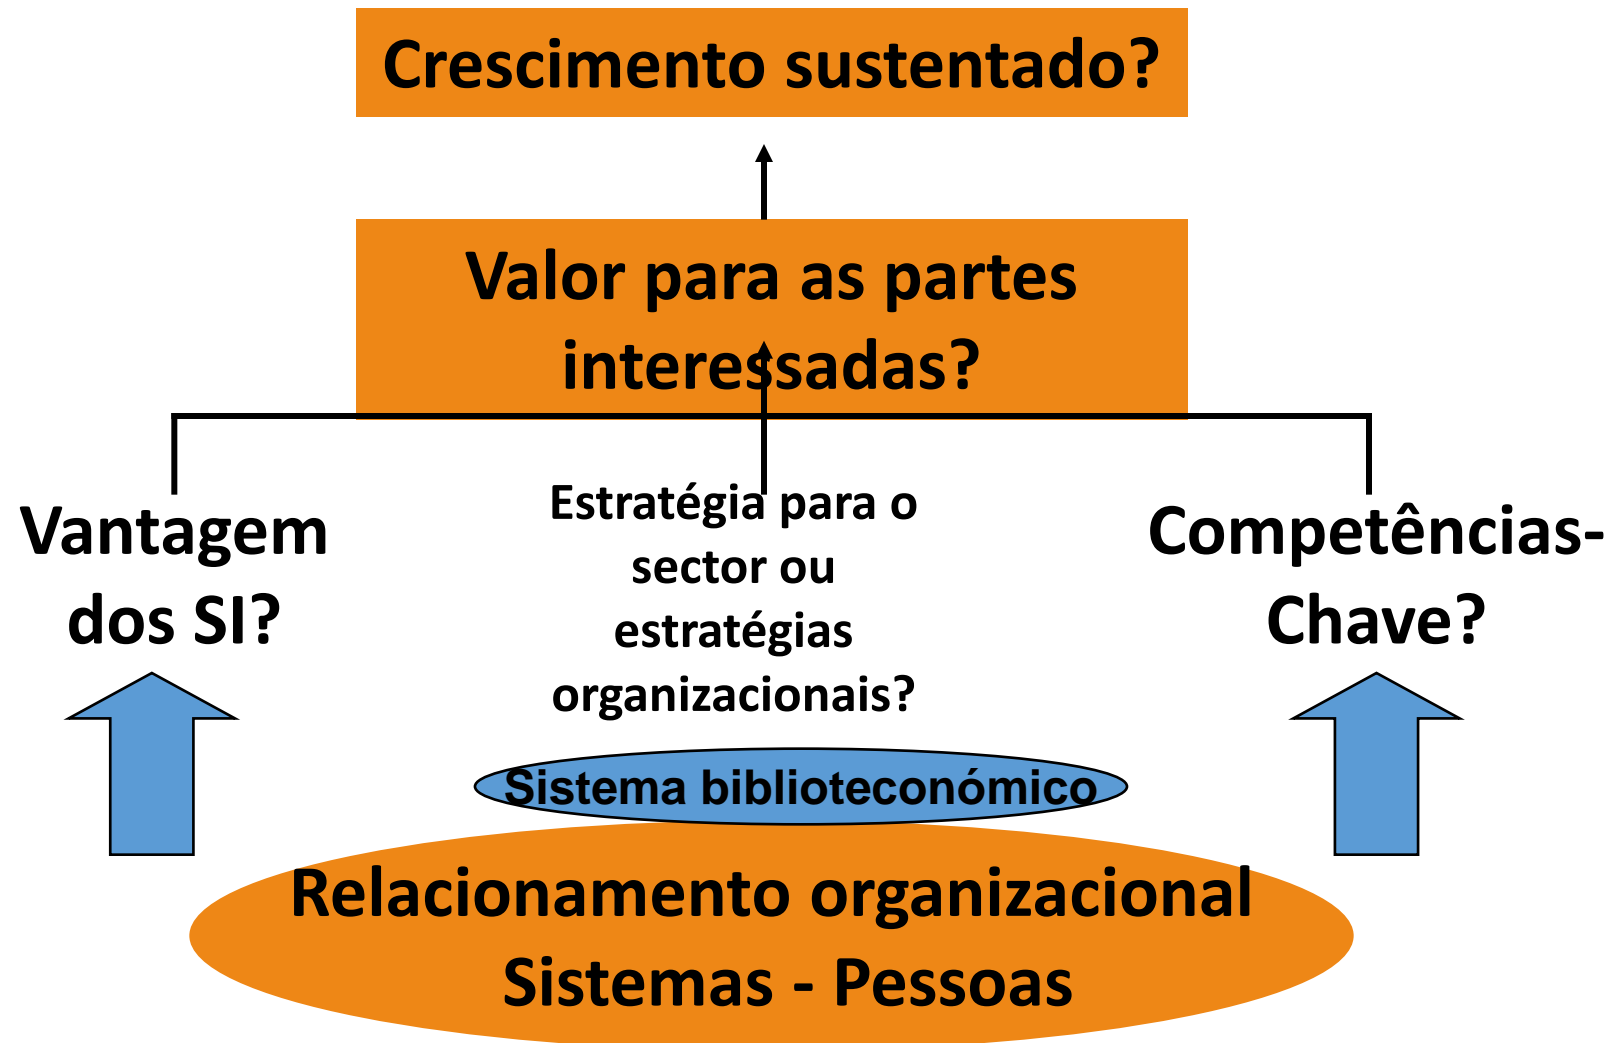 Crescimento sustentado?
Valor para as partes
interessadas?
Vantagem
dos SI?
Estratégia para o
sector ou
estratégias
organizacionais?
Competências-
Chave?
Sistema biblioteconómico
Relacionamento organizacional
Sistemas - Pessoas